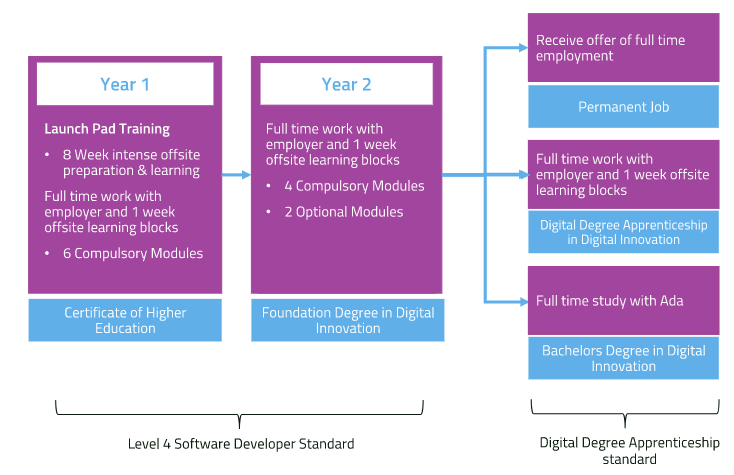 Year 1
Launch Pad Training
• 8 Week intense offsite
preparation & learning
Full time work with
employer and 1 week
offsite learning blocks
• 6 Compulsory Modules
Certificate of Higher
Education
Year 2
Full time work with
employer and 1 week
offsite learning blocks
• 4 Compulsory Modules
• 2 Optional Modules
Foundation Degree in Digital
Innovation
Receive offer of full time
employment
Permanent Job
Full time work with
employer and 1 week offsite
learning blocks
Digital Degree Apprenticeship
in Digital Innovation
Full time study with Ada
Bachelors Degree in Digital
Innovation
Level 4 Software Developer Standard
Digital Degree Apprenticeship
standard